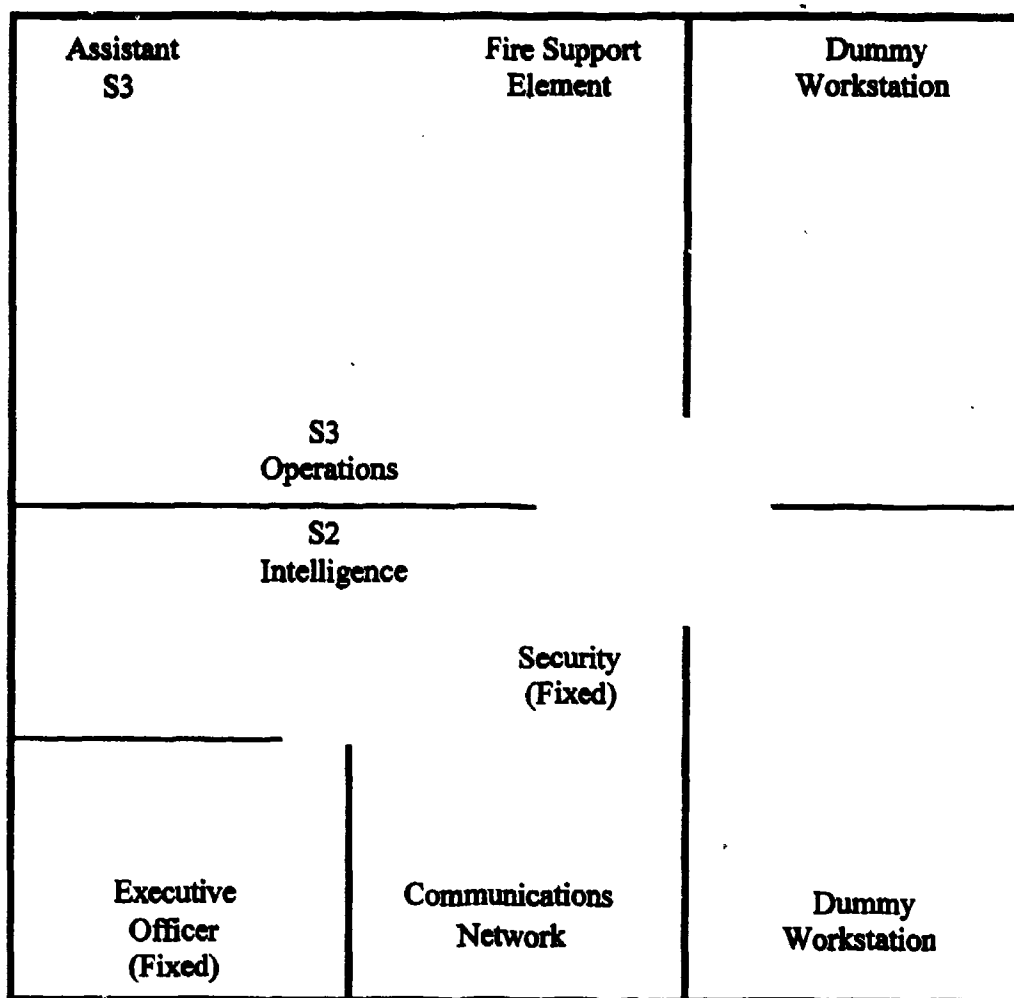 Assistant
S3
Fire Support
Element
Dummy
Workstation
S3
Operations
S2
Intelligence
Security
(Fixed)
Executive
Officer
(Fixed)
Communications
Network
Dummy
Workstation